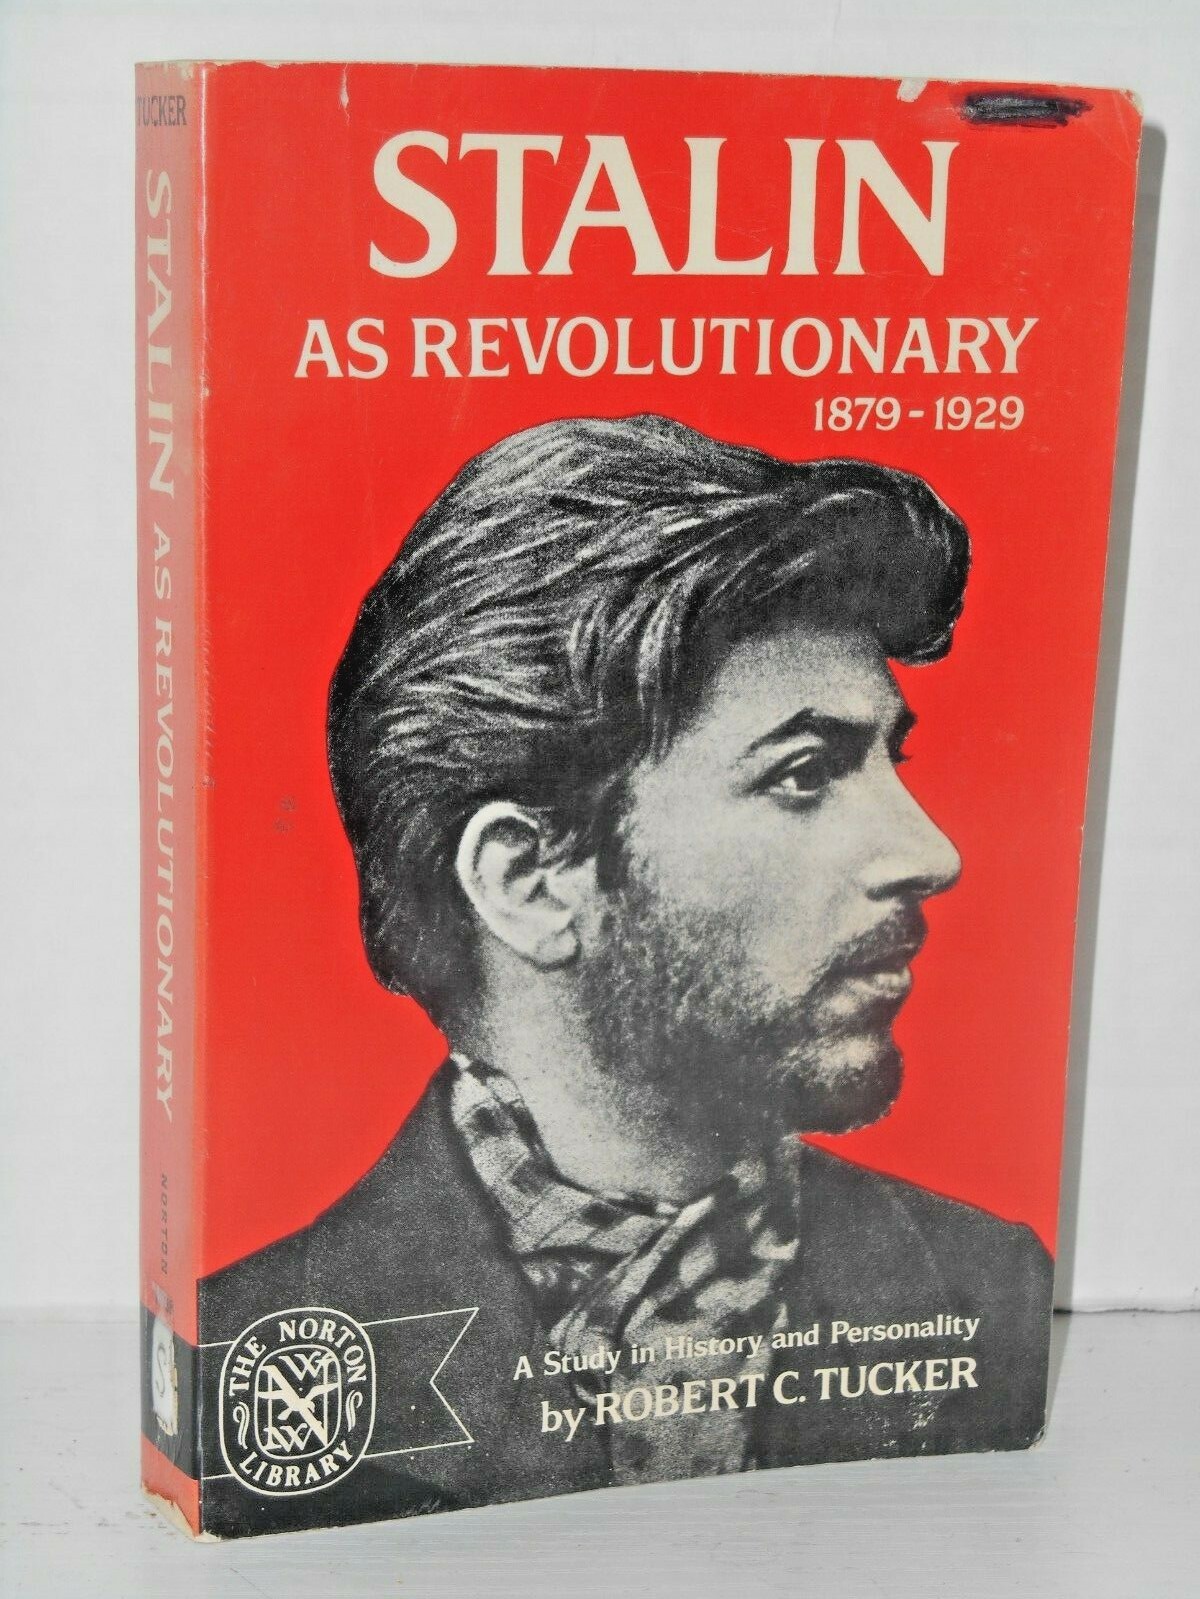 TUCKER
STALIN AS REVOLUTIONARY
NORTON
S
STALIN
AS REVOLUTIONARY
1879-1929
A Study in History and Personality
by ROBERT C. TUCKER
THE NORTON
LIBRARY